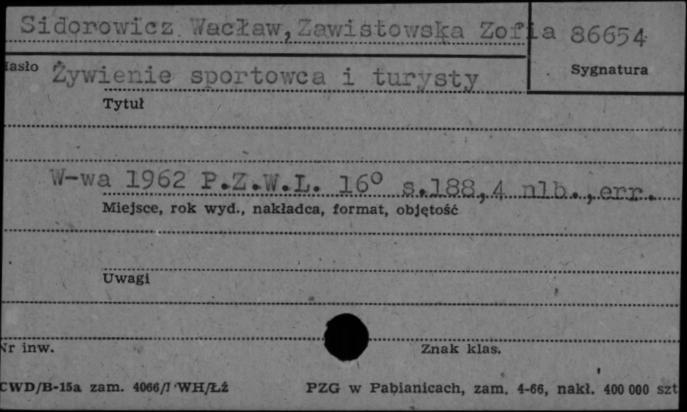 Sidorowicz Wacław, Zawistowska Zofia 86654
Hasło Sygnatura
Żywienie sportowca i turysty
Tytuł
W-wa 1962 P.Z.W.L. 16° s.188,4 nlb.,err.
Miejsce, rok wyd., nakładca, format, objętość
Uwagi
Nr inw. Znak klas.
CWD/B-15a zam. 4066/I WH/Łż PZG w Pabianicach, zam. 4-66, nakł. 400 000 szt